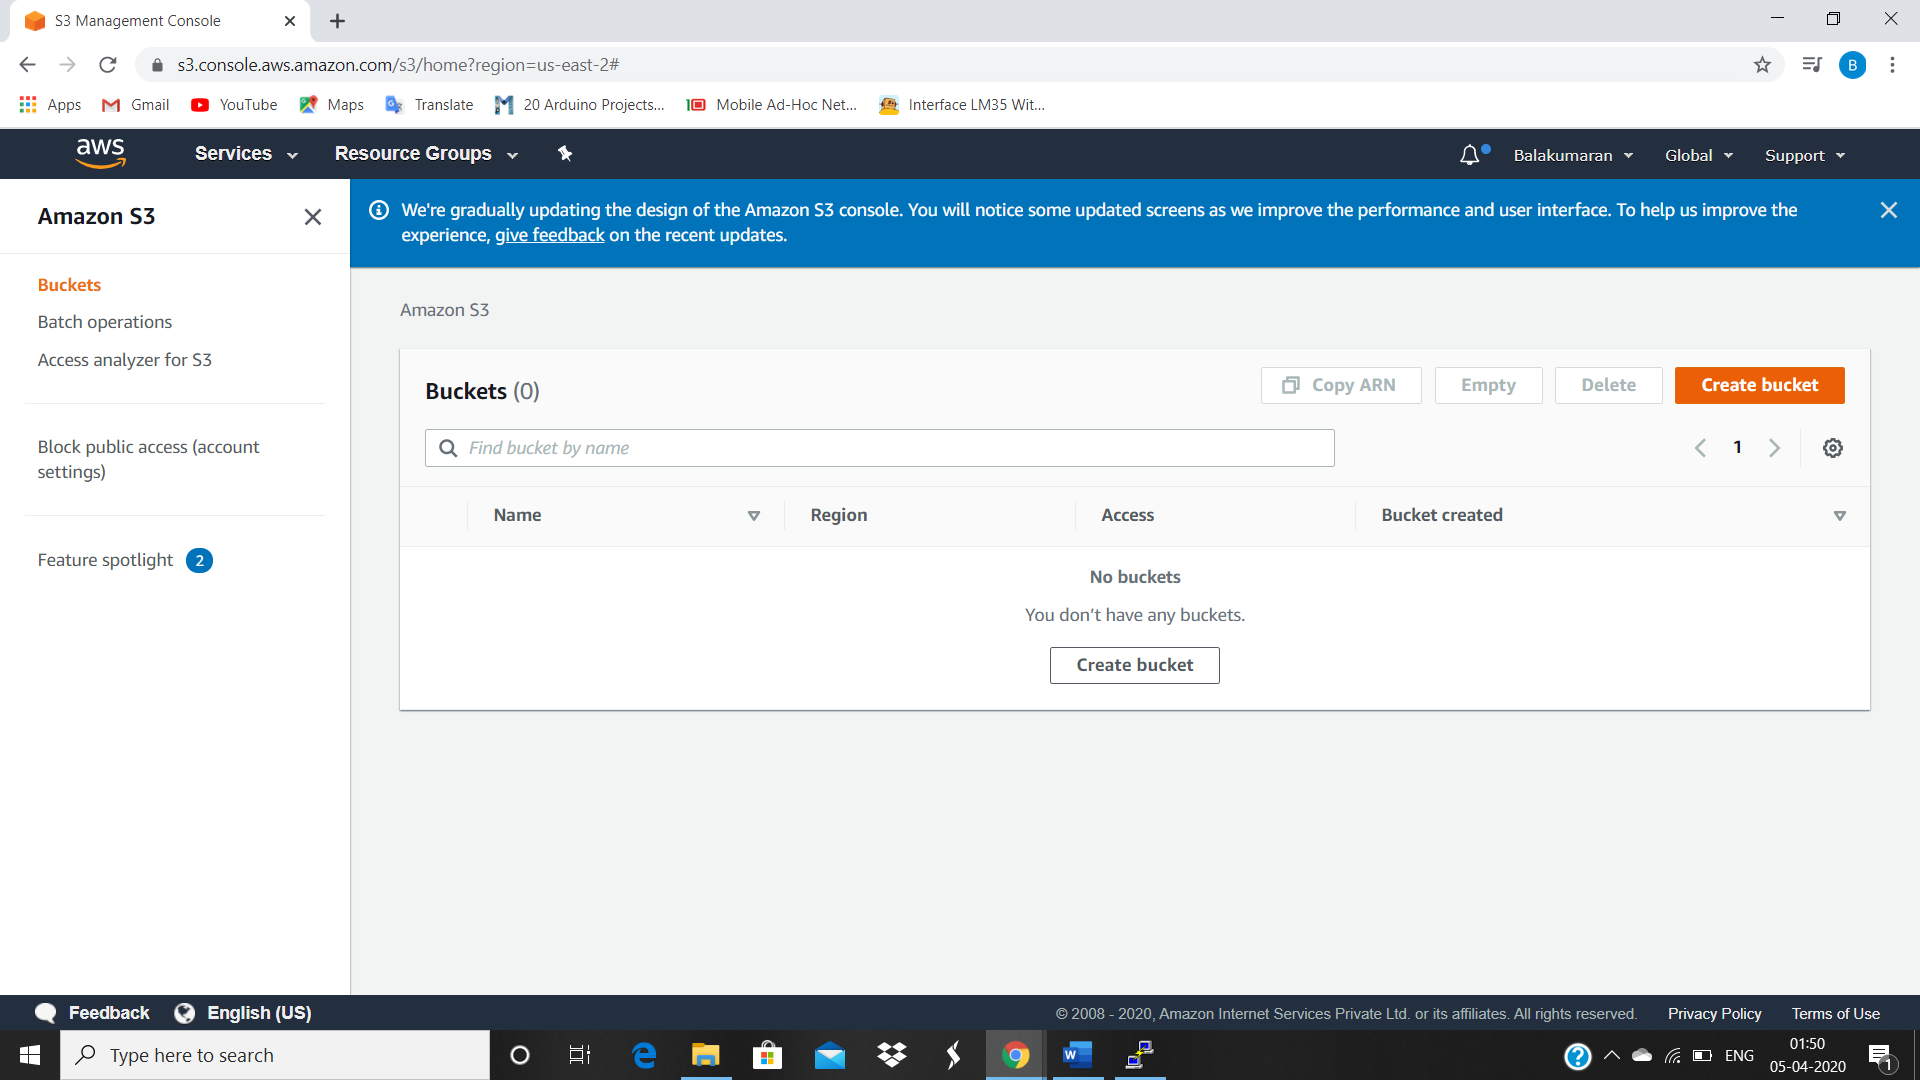 S3 Management Console
s3.console.aws.amazon.com/s3/home?region=us-east-2#
B
Apps Gmail YouTube Maps Translate 20 Arduino Projects... Mobile Ad-Hoc Net... Interface LM35 Wit...
aws Services Resource Groups Balakumaran Global Support
Amazon S3
We're gradually updating the design of the Amazon S3 console. You will notice some updated screens as we improve the performance and user interface. To help us improve the
experience, give feedback on the recent updates.
Buckets
Batch operations
Access analyzer for S3
Block public access (account
settings)
Feature spotlight 2
Amazon S3
Buckets (0) Copy ARN Empty Delete Create bucket
Find bucket by name 1
Name Region Access Bucket created
No buckets
You don't have any buckets.
Create bucket
Feedback English (US) © 2008 - 2020, Amazon Internet Services Private Ltd. or its affiliates. All rights reserved. Privacy Policy Terms of Use
Type here to search
W
ENG
01:50
05-04-2020
1